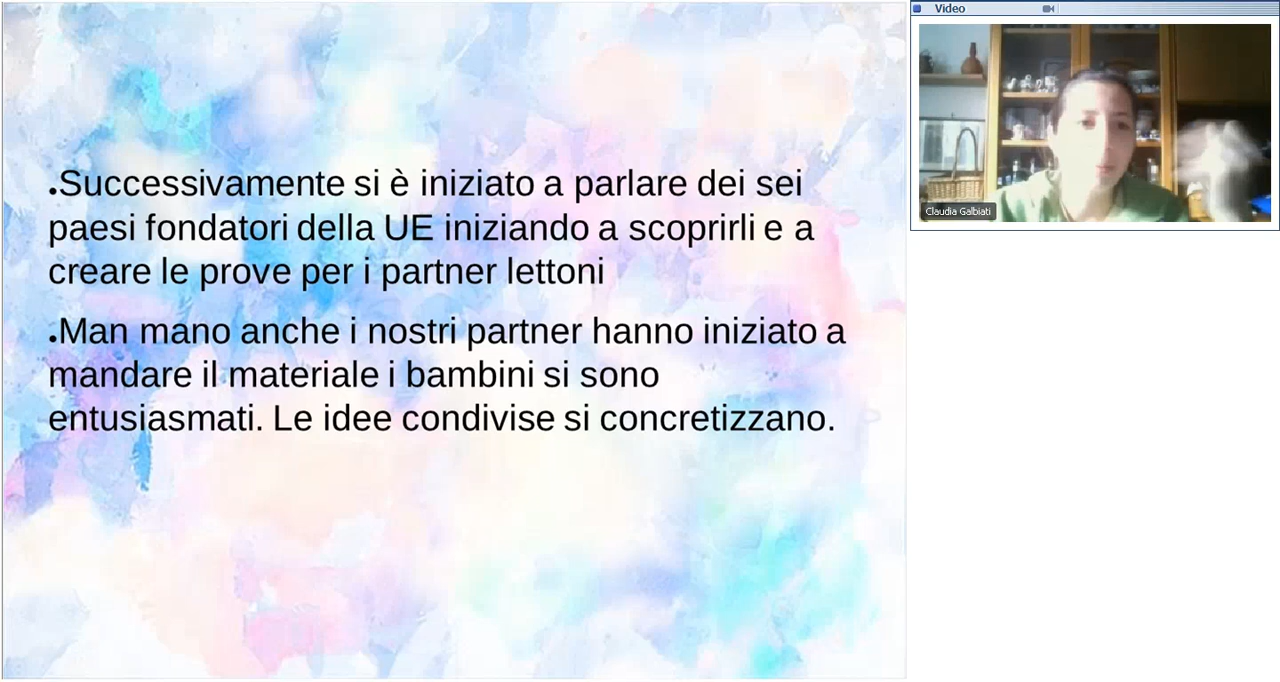 •Successivamente si è iniziato a parlare dei sei
paesi fondatori della UE iniziando a scoprirli e a
creare le prove per i partner lettoni
•Man mano anche i nostri partner hanno iniziato a
mandare il materiale i bambini si sono
entusiasmati. Le idee condivise si concretizzano.
Video
Claudia Galbiati